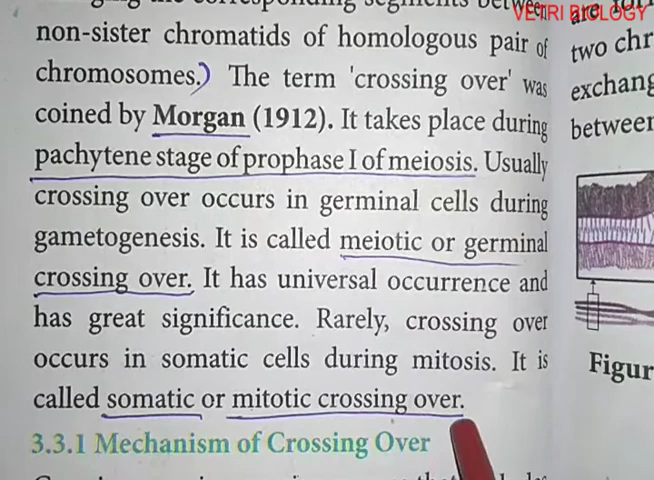 VETRI BIOLOGY
non-sister chromatids of homologous pair of
chromosomes.) The term 'crossing over' was
coined by Morgan (1912). It takes place during
pachytene stage of prophase I of meiosis. Usually
crossing over occurs in germinal cells during
gametogenesis. It is called meiotic or germinal
crossing over. It has universal occurrence and
has great significance. Rarely, crossing over
occurs in somatic cells during mitosis. It is
called somatic or mitotic crossing over.
3.3.1 Mechanism of Crossing Over
two chr
exchang
between
Figur